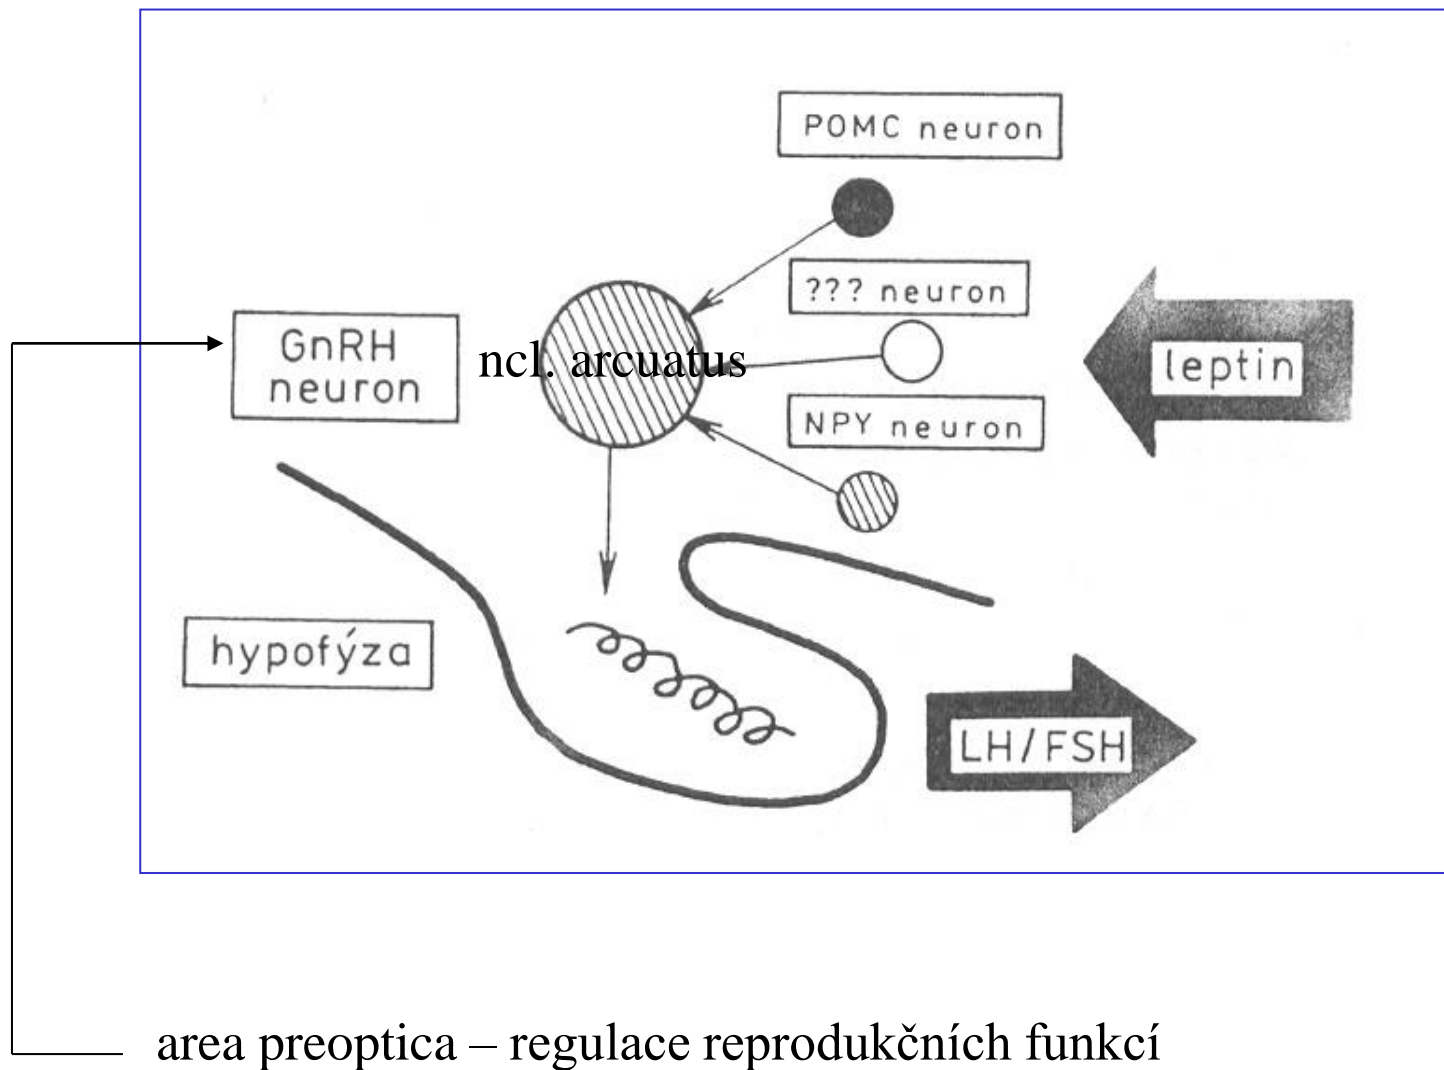 POMC neuron
??? neuron
GnRH
neuron
ncl. arcuatus
leptin
NPY neuron
hypofýza
LH/FSH
area preoptica – regulace reprodukčních funkcí